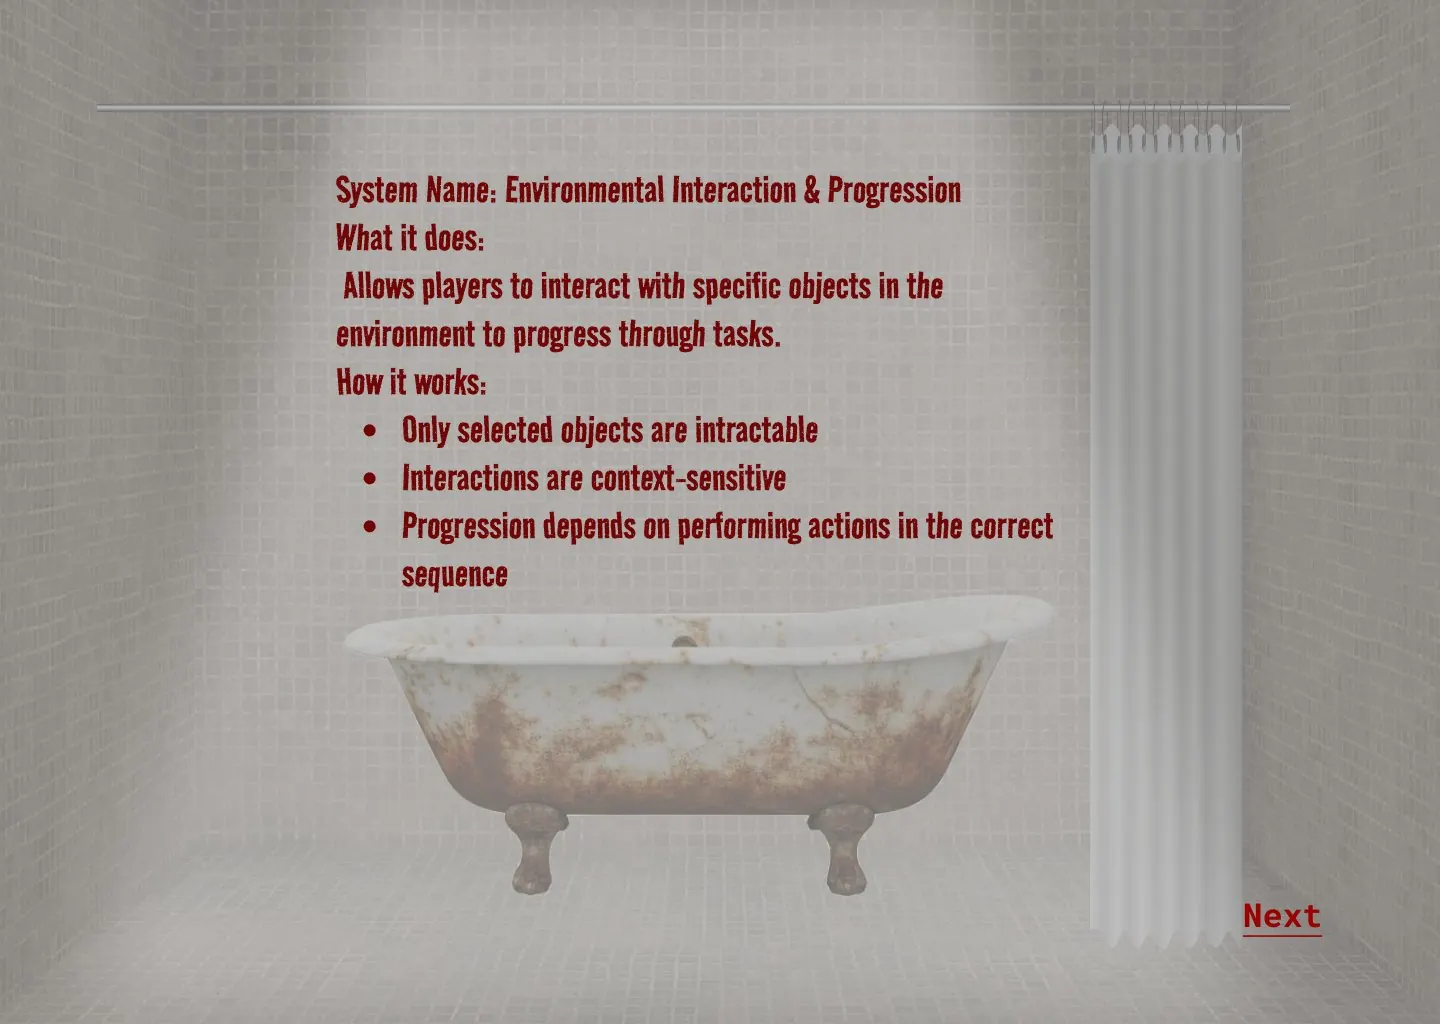 System Name: Environmental Interaction & Progression
What it does:
Allows players to interact with specific objects in the
environment to progress through tasks.
How it works:
• Only selected objects are intractable
• Interactions are context-sensitive
• Progression depends on performing actions in the correct
sequence
Next